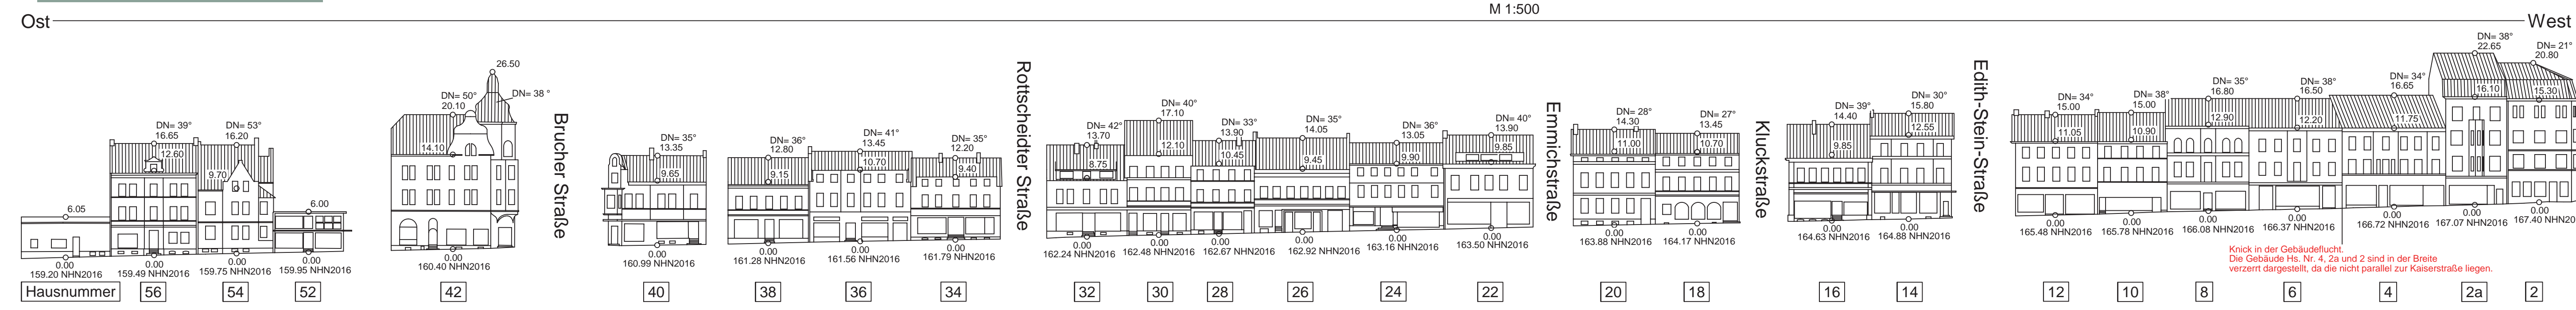 M 1:500
Ost
West
6.05
0.00
159.20 NHN2016
DN= 39°
16.65
12.60
0.00
159.49 NHN2016
DN= 53°
16.20
9.70
0.00
159.75 NHN2016
6.00
0.00
159.95 NHN2016
26.50
DN= 50°
20.10
DN= 38 °
14.10
0.00
160.40 NHN2016
Brucher Straße
DN= 35°
13.35
9.65
0.00
160.99 NHN2016
DN= 36°
12.80
9.15
0.00
161.28 NHN2016
DN= 41°
13.45
10.70
0.00
161.56 NHN2016
DN= 35°
12.20
9.40
0.00
161.79 NHN2016
Rottscheidter Straße
DN= 42°
13.70
8.75
0.00
162.24 NHN2016
DN= 40°
17.10
12.10
0.00
162.48 NHN2016
DN= 33°
13.90
10.45
0.00
162.67 NHN2016
DN= 35°
14.05
9.45
0.00
162.92 NHN2016
DN= 36°
13.05
9.90
0.00
163.16 NHN2016
DN= 40°
13.90
9.85
0.00
163.50 NHN2016
Emmichstraße
DN= 28°
14.30
11.00
0.00
163.88 NHN2016
DN= 27°
13.45
10.70
0.00
164.17 NHN2016
Kluckstraße
DN= 39°
14.40
9.85
0.00
164.63 NHN2016
DN= 30°
15.80
12.55
0.00
164.88 NHN2016
Edith-Stein-Straße
DN= 34°
15.00
11.05
0.00
165.48 NHN2016
DN= 38°
15.00
10.90
0.00
165.78 NHN2016
DN= 35°
16.80
12.90
0.00
166.08 NHN2016
DN= 38°
16.50
12.20
0.00
166.37 NHN2016
DN= 34°
16.65
11.75
0.00
166.72 NHN2016
DN= 38°
22.65
16.10
0.00
167.07 NHN2016
DN= 21°
20.80
15.30
0.00
167.40 NHN20
Knick in der Gebäudeflucht.
Die Gebäude Hs. Nr. 4, 2a und 2 sind in der Breite
verzerrt dargestellt, da die nicht parallel zur Kaiserstraße liegen.
Hausnummer 56 54 52 42 40 38 36 34 32 30 28 26 24 22 20 18 16 14 12 10 8 6 4 2a 2